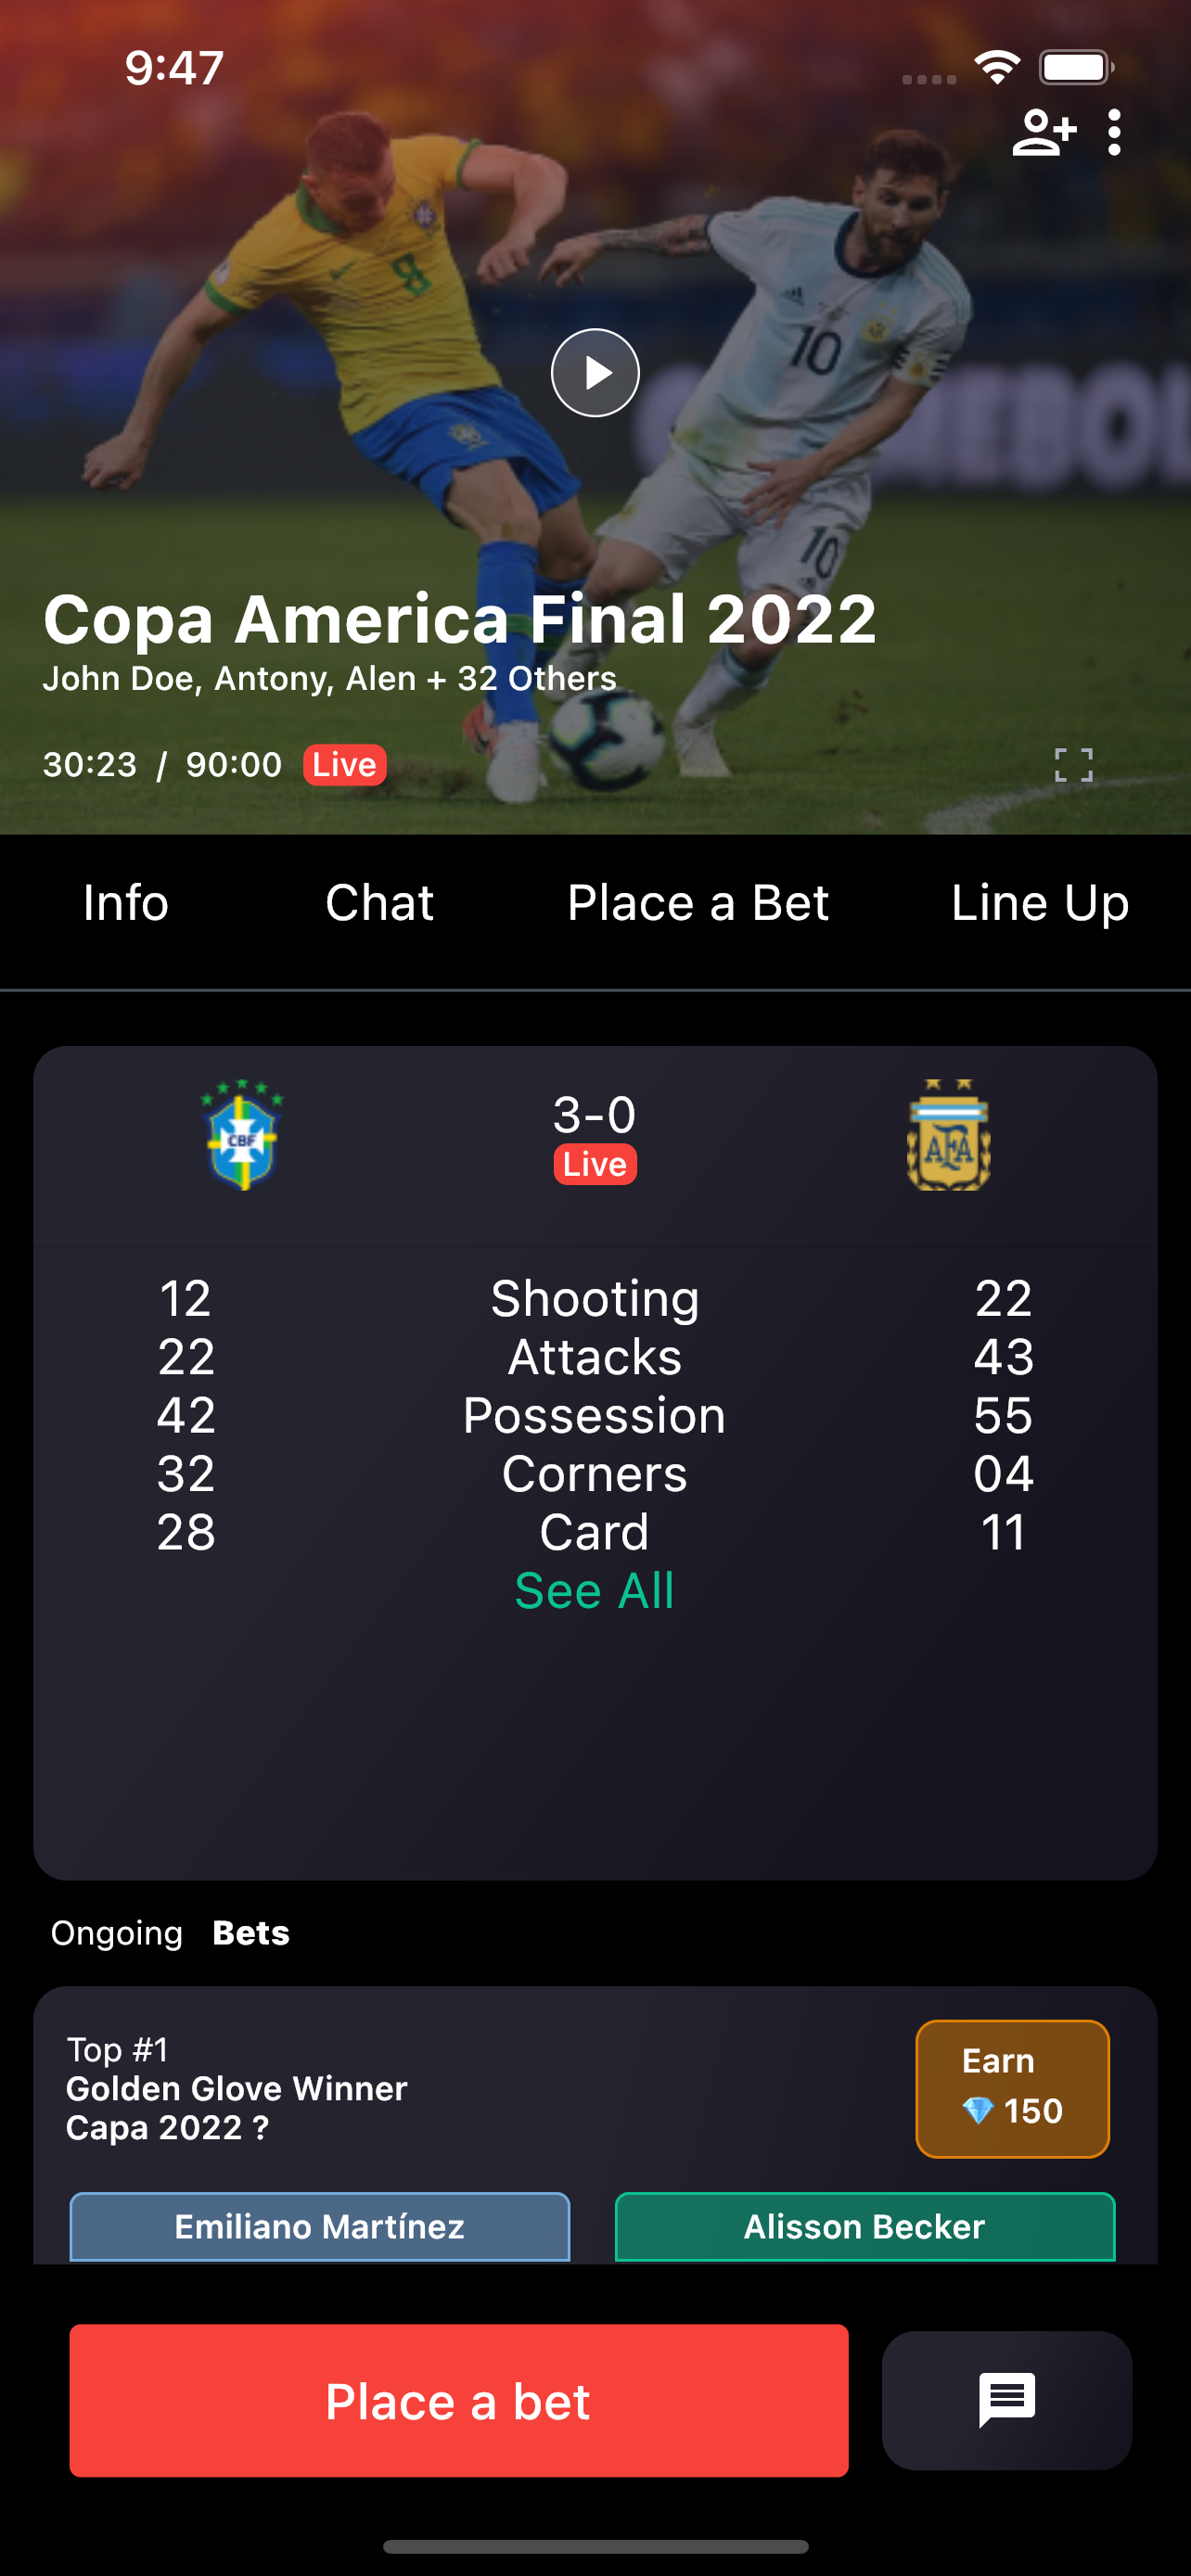 9:47
8
10
10
Copa America Final 2022
John Doe, Antony, Alen + 32 Others
30:23 / 90:00 Live
Info Chat Place a Bet Line Up
CBF 3-0 AFA
Live
12 Shooting 22
22 Attacks 43
42 Possession 55
32 Corners 04
28 Card 11
See All
Ongoing Bets
Top #1
Golden Glove Winner
Capa 2022 ?
Earn
150
Emiliano Martínez Alisson Becker
Place a bet